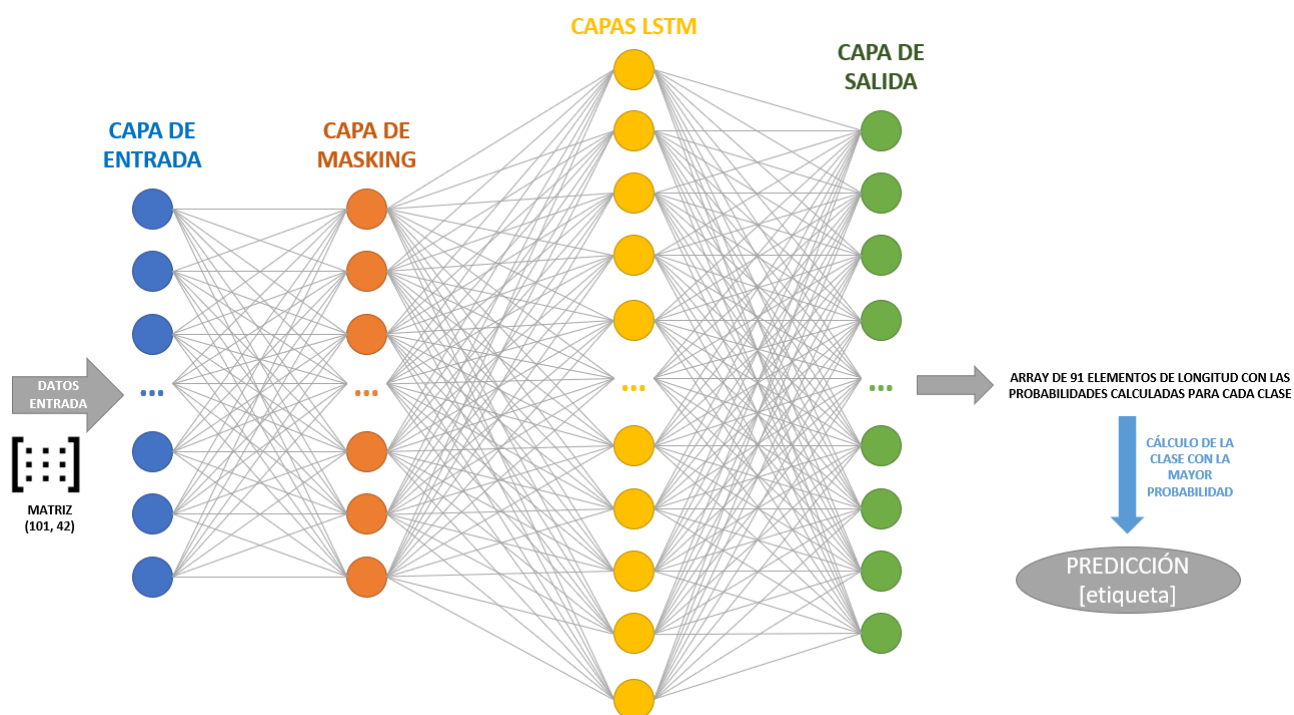 CAPAS LSTM
CAPA DE
SALIDA
CAPA DE
ENTRADA
CAPA DE
MASKING
DATOS
ENTRADA
MATRIZ
(101, 42)
...
...
...
...
ARRAY DE 91 ELEMENTOS DE LONGITUD CON LAS
PROBABILIDADES CALCULADAS PARA CADA CLASE
CÁLCULO DE LA
CLASE CON LA
MAYOR
PROBABILIDAD
PREDICCIÓN
[etiqueta]